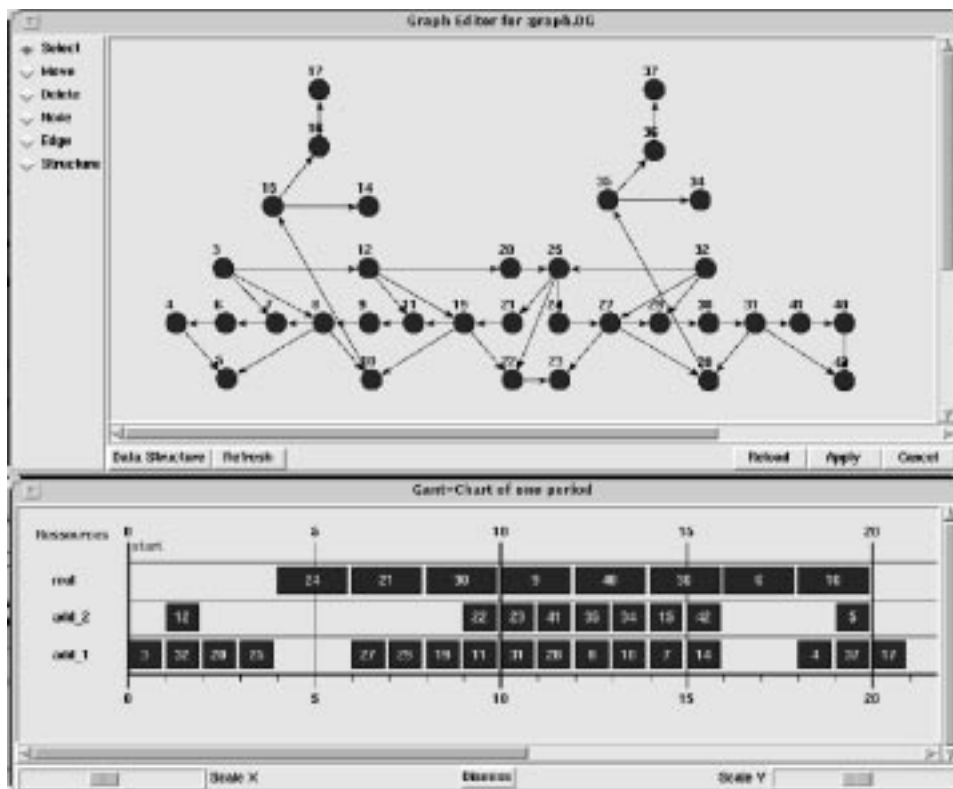 Graph Editor for :graph.DG
Select
Move
Delete
Node
Edge
Structure
17 37
16 36
15 14 35 34
3 12 20 25 32
4 6 7 8 9 11 19 21 24 27 29 30 31 41 40
5 10 22 23 28 42
Data Structure Refresh Reload Apply Cancel
Gant-Chart of one period
Ressources 0 5 10 15 20
start
mul 24 21 30 9 40 36 6 16
add_2 12 22 23 41 35 34 15 42 5
add_1 3 32 20 25 27 29 19 11 31 28 8 10 7 14 4 37 17
0 5 10 15 20
Scale X Dismiss Scale Y